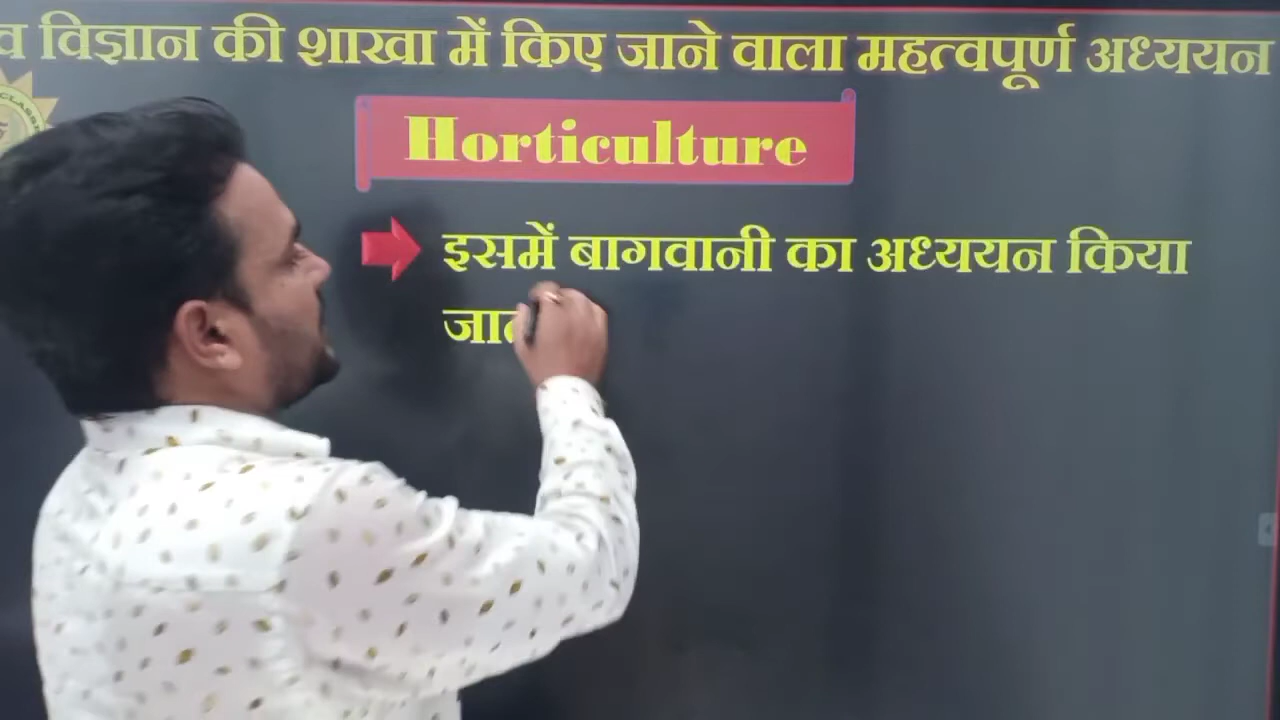 विज्ञान की शाखा में किए जाने वाला महत्वपूर्ण अध्ययन
Horticulture
इसमें बागवानी का अध्ययन किया